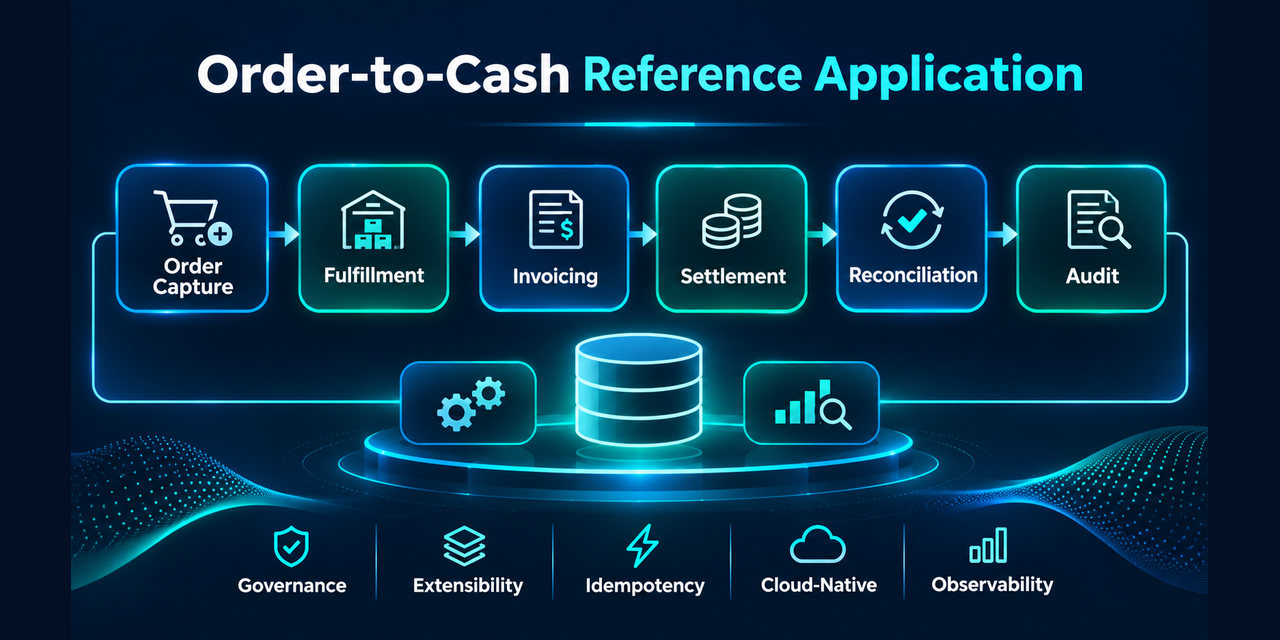 Order-to-Cash Reference Application
Order
Capture
Fulfillment
Invoicing
Settlement
Reconciliation
Audit
$
Governance
Extensibility
Idempotency
Cloud-Native
Observability